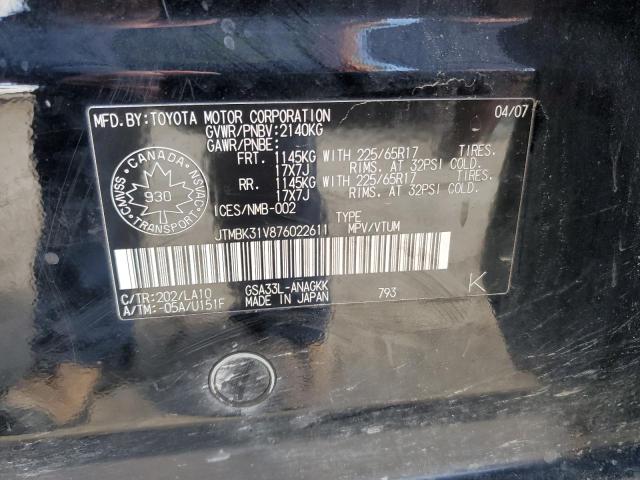 MFD.BY:TOYOTA MOTOR CORPORATION 04/07
GVWR/PNBV:2140KG
GAWR/PNBE:
FRT. 1145KG WITH 225/65R17 TIRES.
17X7J RIMS. AT 32PSI COLD.
RR. 1145KG WITH 225/65R17 TIRES.
17X7J RIMS. AT 32PSI COLD.
ICES/NMB-002
CANADA
CMVSS
NSVAC
930
TRANSPORT
TYPE
JTMBK31V876022611 MPV/VTUM
C/TR:202/LA10 GSA33L-ANAGKK
A/TM:-05A/U151F MADE IN JAPAN 793 K